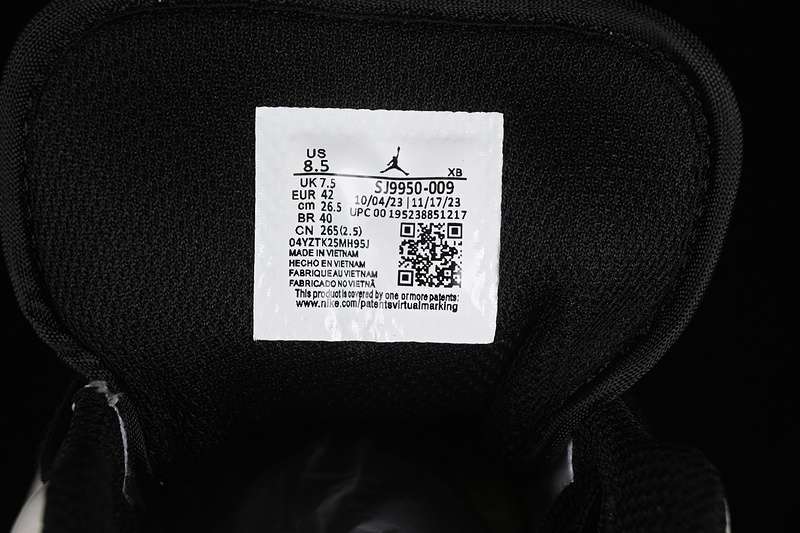 US
8.5
XB
UK 7.5
SJ9950-009
EUR 42
10/04/23 | 11/17/23
cm 26.5
UPC 00 195238851217
BR 40
CN 265(2.5)
04YZTK25MH95J
MADE IN VIETNAM
HECHO EN VIETNAM
FABRIQUE AU VIETNAM
FABRICADO NO VIETNÃ
This product is covered by one or more patents:
www.nike.com/patentsvirtualmarking